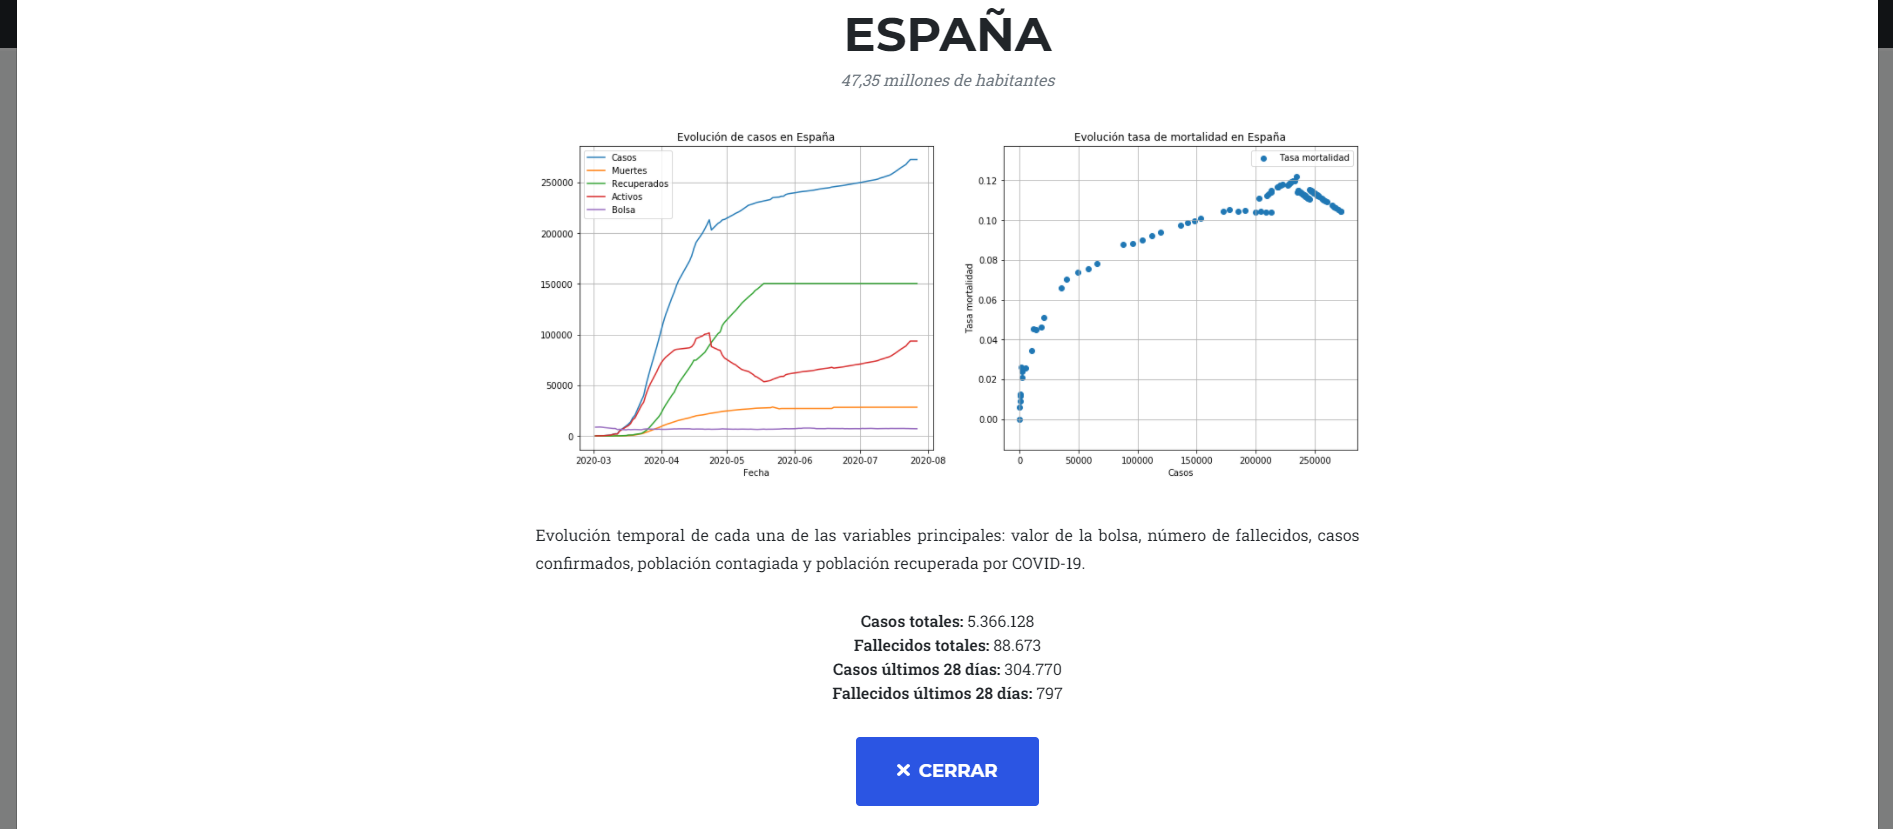 ESPAÑA
47,35 millones de habitantes
Evolución de casos en España
Casos
Muertes
Recuperados
Activos
Bolsa
250000
200000
150000
100000
50000
0
2020-03 2020-04 2020-05 2020-06 2020-07 2020-08
Fecha
Evolución tasa de mortalidad en España
Tasa mortalidad
Tasa mortalidad
0.12
0.10
0.08
0.06
0.04
0.02
0.00
0 50000 100000 150000 200000 250000
Casos
Evolución temporal de cada una de las variables principales: valor de la bolsa, número de fallecidos, casos
confirmados, población contagiada y población recuperada por COVID-19.
Casos totales: 5.366.128
Fallecidos totales: 88.673
Casos últimos 28 días: 304.770
Fallecidos últimos 28 días: 797
× CERRAR